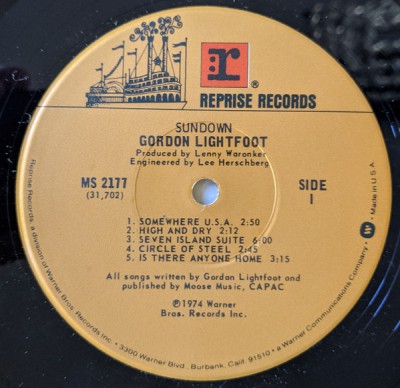 r
®
REPRISE RECORDS
SUNDOWN
GORDON LIGHTFOOT
Produced by Lenny Waronker
Engineered by Lee Herschberg
MS 2177
(31,702)
SIDE
1
1. SOMEWHERE U.S.A. 2:50
2. HIGH AND DRY 2:12
3. SEVEN ISLAND SUITE 6:00
4. CIRCLE OF STEEL 2:45
5. IS THERE ANYONE HOME 3:15
All songs written by Gordon Lightfoot and
published by Moose Music, CAPAC
℗1974 Warner
Bros. Records Inc.
Reprise Records, a division of Warner Bros. Records Inc. • 3300 Warner Blvd., Burbank, Calif. 91510 • a Warner Communications Company • W Made in U.S.A.